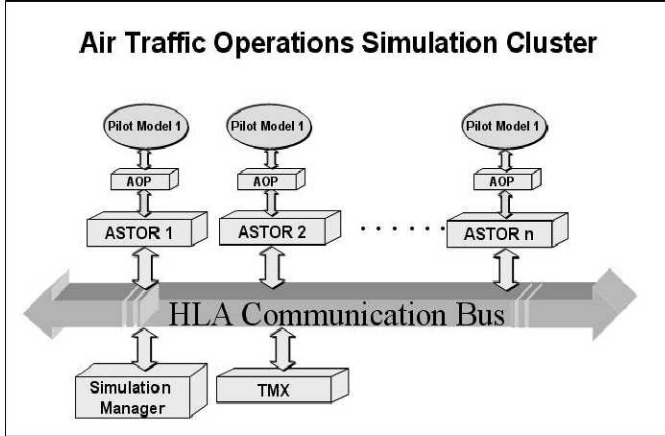 Air Traffic Operations Simulation Cluster
Pilot Model 1
Pilot Model 1
Pilot Model 1
AOP
AOP
AOP
ASTOR 1
ASTOR 2
. . . . . .
ASTOR n
HLA Communication Bus
Simulation
Manager
TMX